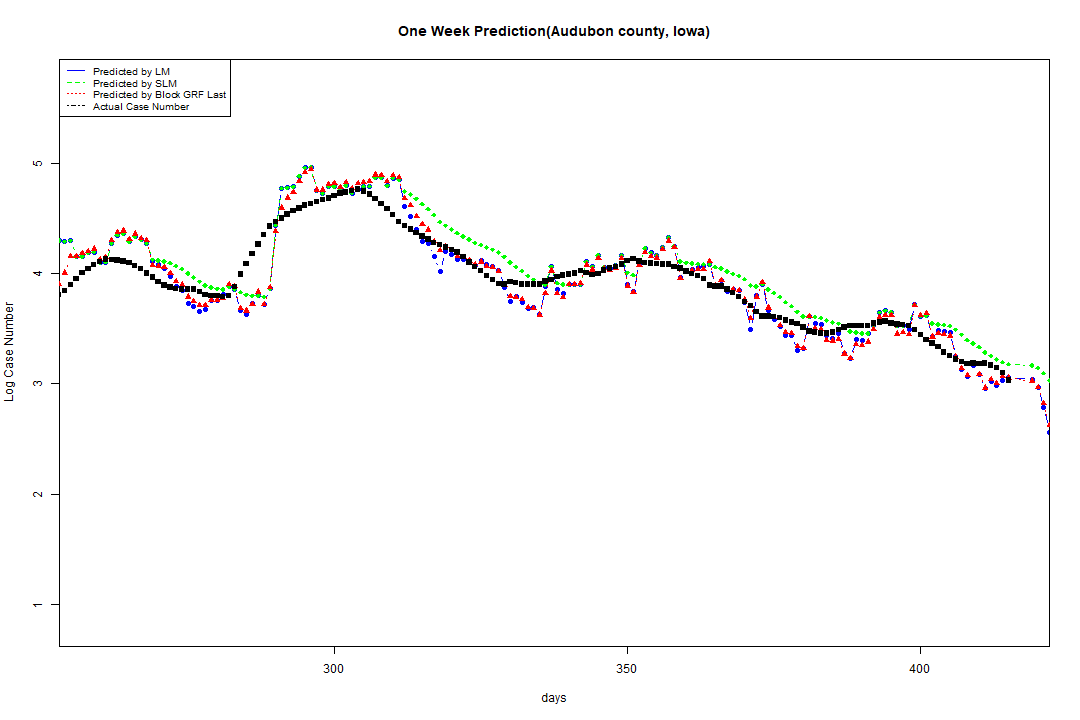 One Week Prediction(Audubon county, Iowa)
Predicted by LM
Predicted by SLM
Predicted by Block GRF Last
Actual Case Number
5
4
3
2
1
Log Case Number
300 350 400
days